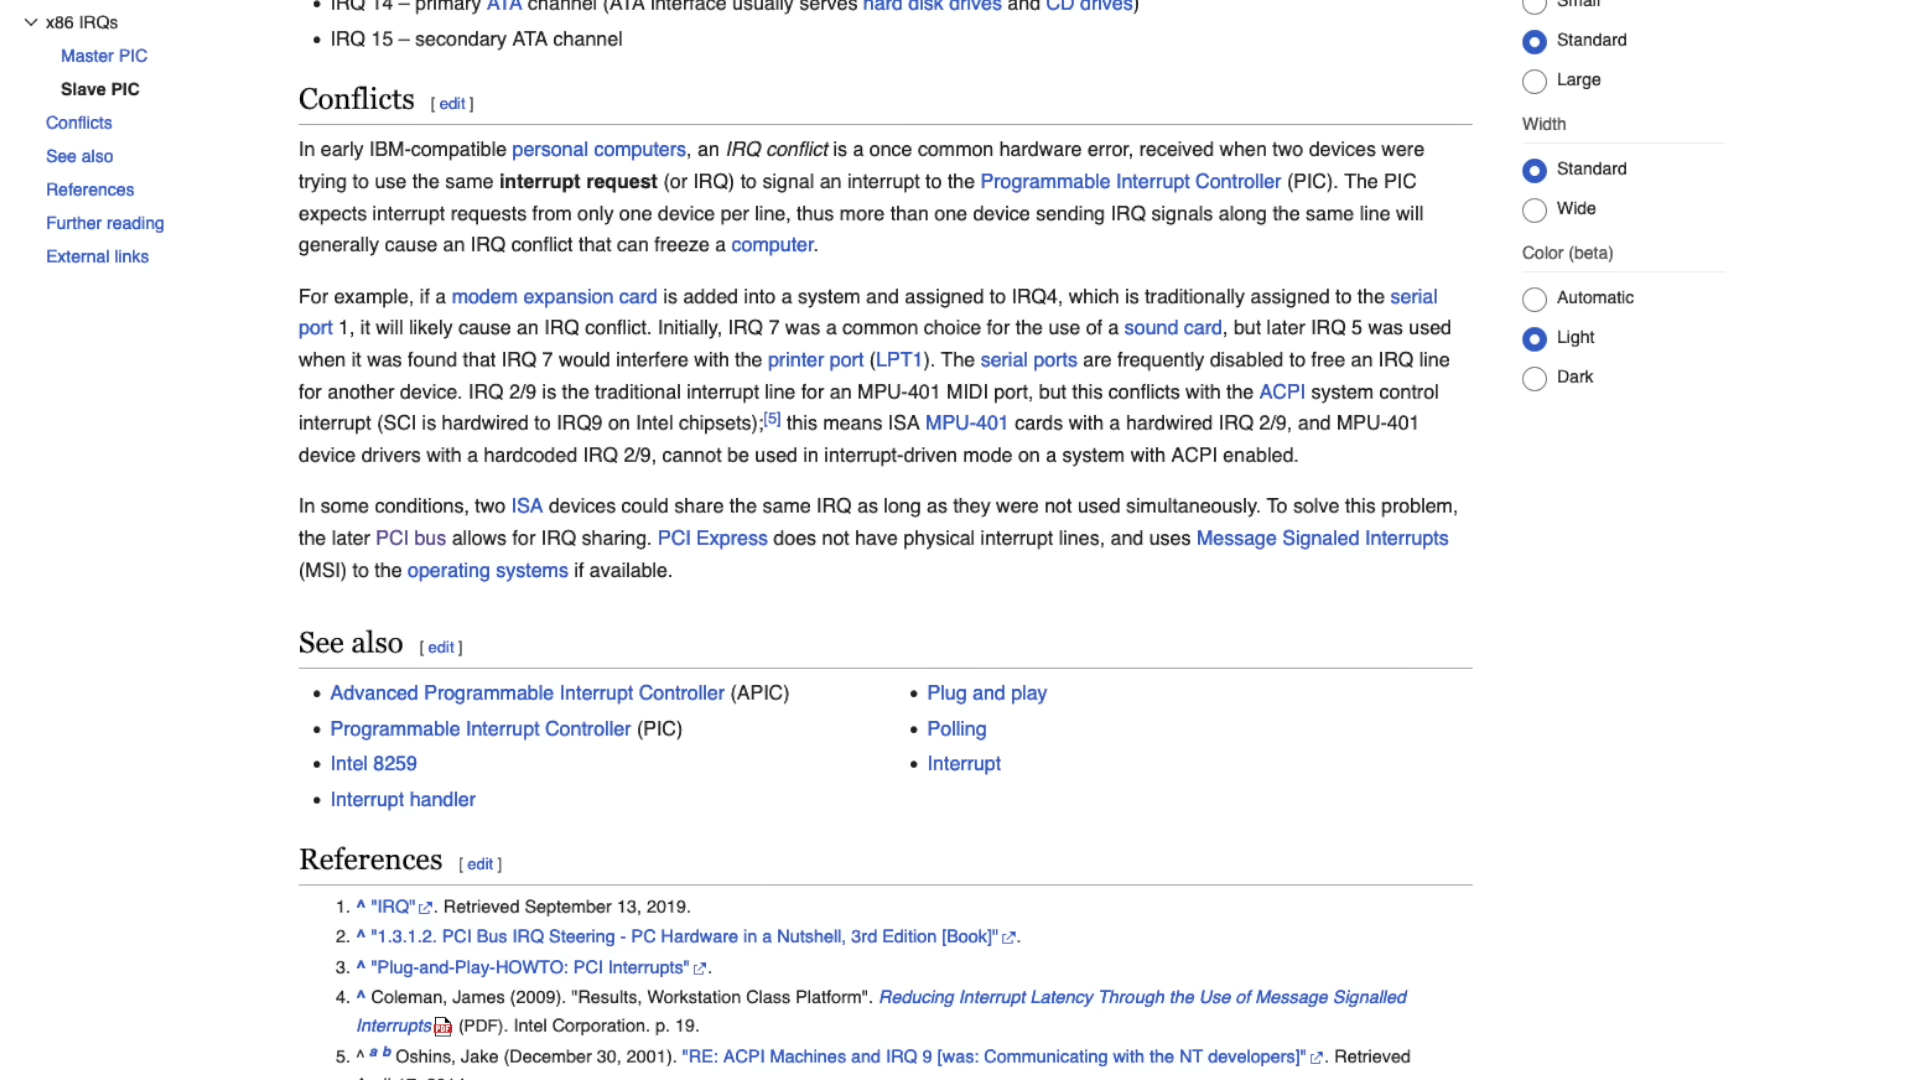 x86 IRQs
Master PIC
Slave PIC
Conflicts
See also
References
Further reading
External links
• IRQ 14 – primary ATA channel (ATA interface usually serves hard disk drives and CD drives)
• IRQ 15 – secondary ATA channel
Conflicts [ edit ]
In early IBM-compatible personal computers, an IRQ conflict is a once common hardware error, received when two devices were
trying to use the same interrupt request (or IRQ) to signal an interrupt to the Programmable Interrupt Controller (PIC). The PIC
expects interrupt requests from only one device per line, thus more than one device sending IRQ signals along the same line will
generally cause an IRQ conflict that can freeze a computer.
For example, if a modem expansion card is added into a system and assigned to IRQ4, which is traditionally assigned to the serial
port 1, it will likely cause an IRQ conflict. Initially, IRQ 7 was a common choice for the use of a sound card, but later IRQ 5 was used
when it was found that IRQ 7 would interfere with the printer port (LPT1). The serial ports are frequently disabled to free an IRQ line
for another device. IRQ 2/9 is the traditional interrupt line for an MPU-401 MIDI port, but this conflicts with the ACPI system control
interrupt (SCI is hardwired to IRQ9 on Intel chipsets);[5] this means ISA MPU-401 cards with a hardwired IRQ 2/9, and MPU-401
device drivers with a hardcoded IRQ 2/9, cannot be used in interrupt-driven mode on a system with ACPI enabled.
In some conditions, two ISA devices could share the same IRQ as long as they were not used simultaneously. To solve this problem,
the later PCI bus allows for IRQ sharing. PCI Express does not have physical interrupt lines, and uses Message Signaled Interrupts
(MSI) to the operating systems if available.
See also [ edit ]
• Advanced Programmable Interrupt Controller (APIC)
• Programmable Interrupt Controller (PIC)
• Intel 8259
• Interrupt handler
• Plug and play
• Polling
• Interrupt
References [ edit ]
1. ^ "IRQ". Retrieved September 13, 2019.
2. ^ "1.3.1.2. PCI Bus IRQ Steering - PC Hardware in a Nutshell, 3rd Edition [Book]".
3. ^ "Plug-and-Play-HOWTO: PCI Interrupts".
4. ^ Coleman, James (2009). "Results, Workstation Class Platform". Reducing Interrupt Latency Through the Use of Message Signalled
Interrupts (PDF). Intel Corporation. p. 19.
5. ^ a b Oshins, Jake (December 30, 2001). "RE: ACPI Machines and IRQ 9 [was: Communicating with the NT developers]". Retrieved
Small
Standard
Large
Width
Standard
Wide
Color (beta)
Automatic
Light
Dark